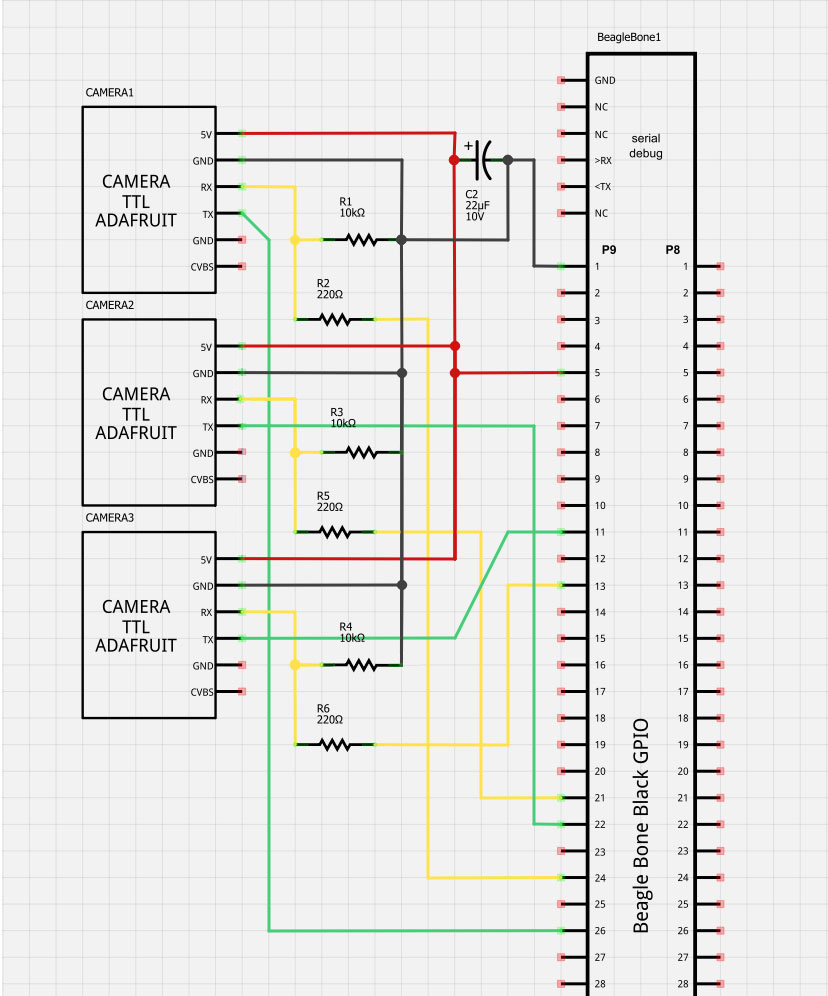 BeagleBone1
GND
NC
NC
>RX
<TX
NC
serial
debug
CAMERA1
CAMERA
TTL
ADAFRUIT
5V
GND
RX
TX
GND
CVBS
CAMERA2
CAMERA
TTL
ADAFRUIT
5V
GND
RX
TX
GND
CVBS
CAMERA3
CAMERA
TTL
ADAFRUIT
5V
GND
RX
TX
GND
CVBS
R1
10kΩ
R2
220Ω
R3
10kΩ
R5
220Ω
R4
10kΩ
R6
220Ω
+
C2
22µF
10V
P9 P8
1 1
2 2
3 3
4 4
5 5
6 6
7 7
8 8
9 9
10 10
11 11
12 12
13 13
14 14
15 15
16 16
17 17
18 18
19 19
20 20
21 21
22 22
23 23
24 24
25 25
26 26
27 27
28 28
Beagle Bone Black GPIO